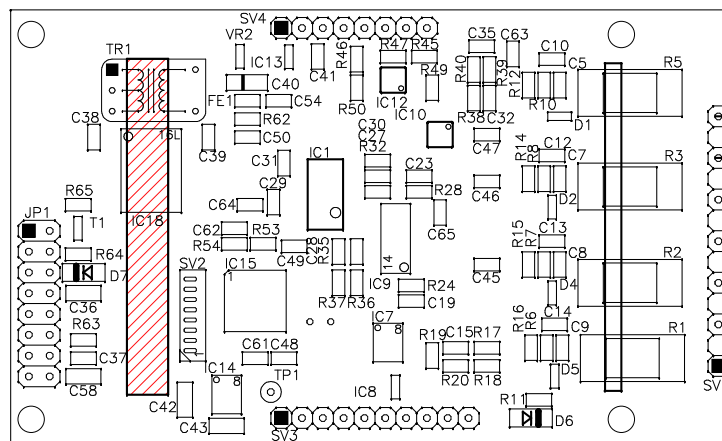 SV4
TR1
VR2
IC13
C41
R46
R47
R45
C35
C63
C10
C5
R5
C40
R50
IC12
R49
R40
R39
R12
R10
FE1
C54
C38
R62
C50
C39
16L
IC10
R38
C32
C47
D1
C30
C27
R32
C31
IC1
C23
R28
C46
R14
R8
C12
C7
R3
D2
R65
JP1
T1
IC18
C64
C29
C65
C62
R54
R53
C49
C28
R35
14
IC9
C45
R15
R7
C13
C8
R2
D4
R64
D7
C36
SV2
IC15
1
R37
R36
R24
C19
R63
C37
C58
C61
C48
IC7
8
R19
C15
R17
R20
R18
R16
R6
C14
C9
R1
D5
SV
IC14
8
TP1
IC8
C42
C43
SV3
R11
D6